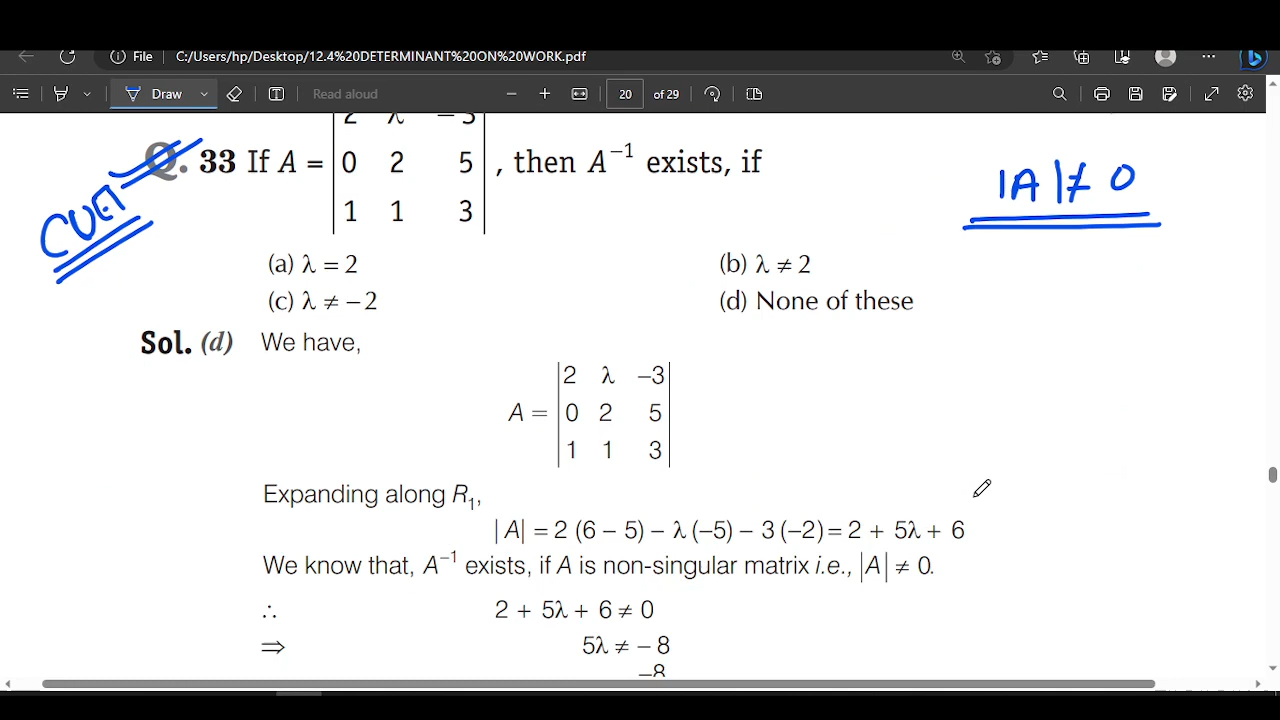 File C:/Users/hp/Desktop/12.4%20DETERMINANT%20ON%20WORK.pdf
Draw Read aloud 20 of 29
2 λ −3
Q. 33 If A = 0 2 5 , then A⁻¹ exists, if
1 1 3
CUET
|A| ≠ 0
(a) λ = 2 (b) λ ≠ 2
(c) λ ≠ − 2 (d) None of these
Sol. (d) We have,
2 λ −3
A = 0 2 5
1 1 3
Expanding along R₁,
|A| = 2 (6 − 5) − λ (−5) − 3 (−2) = 2 + 5λ + 6
We know that, A⁻¹ exists, if A is non-singular matrix i.e., |A| ≠ 0.
∴ 2 + 5λ + 6 ≠ 0
⇒ 5λ ≠ − 8
−8